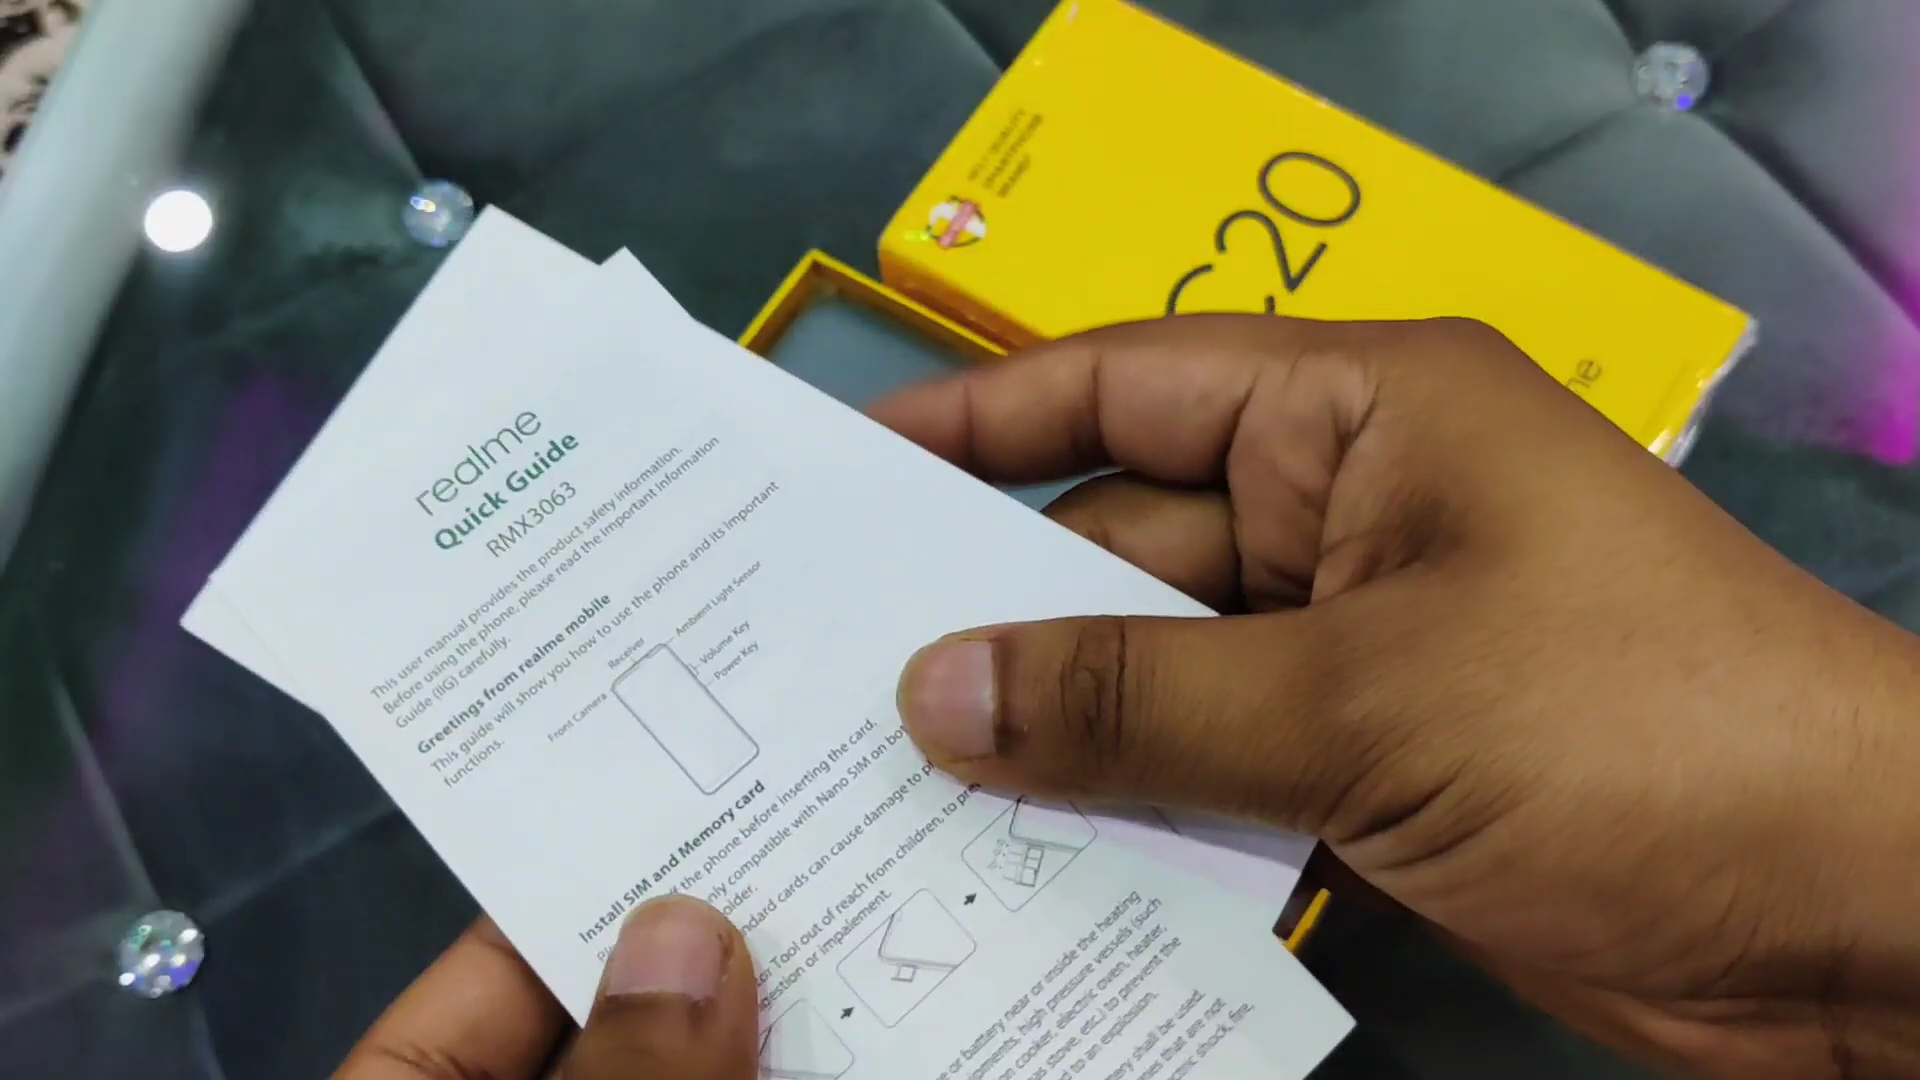 C20
realme
Quick Guide
RMX3063
This user manual provides the product safety information.
Before using the phone, please read the Important Information
Guide (IIG) carefully.
Greetings from realme mobile
This guide will show you how to use the phone and its important
functions.
Receiver
Ambient Light Sensor
Front Camera
Volume Key
Power Key
Install SIM and Memory card
the phone before inserting the card.
only compatible with Nano SIM on
cards can cause damage to
Tool out of reach from children, to
or impalement.
or battery near or inside the heating
high pressure vessels (such
cooker, electric oven, heater,
stove, etc.) to prevent the
to an explosion.
shall be used.
that are not
shock, fire,